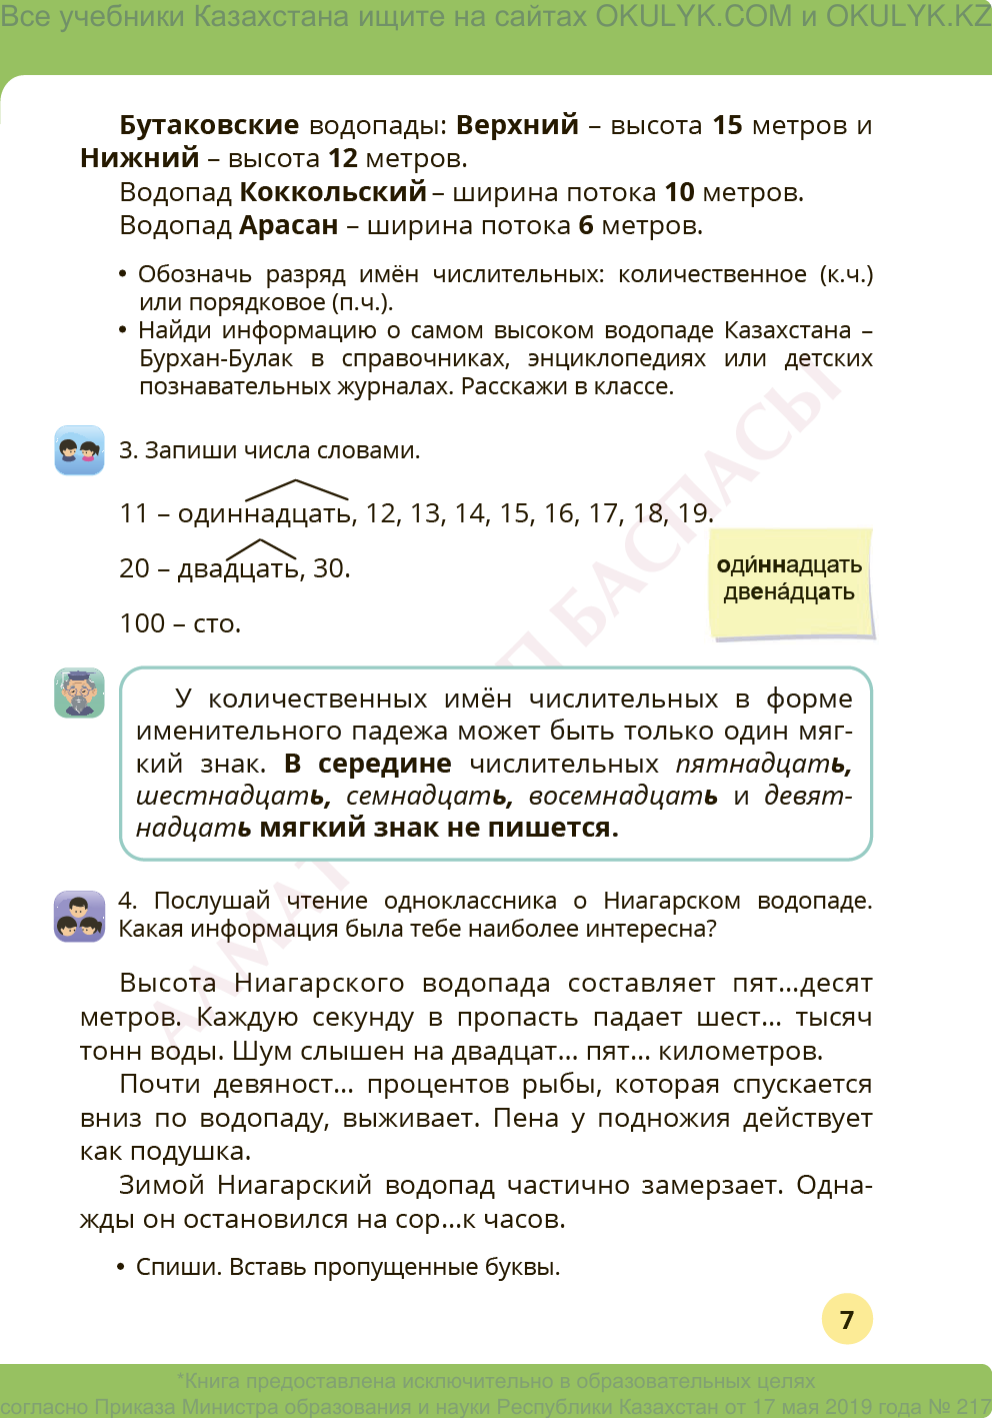 Все учебники Казахстана ищите на сайтах OKULYK.COM и OKULYK.KZ
Бутаковские водопады: Верхний – высота 15 метров и
Нижний – высота 12 метров.
Водопад Коккольский – ширина потока 10 метров.
Водопад Арасан – ширина потока 6 метров.
• Обозначь разряд имён числительных: количественное (к.ч.)
или порядковое (п.ч.).
• Найди информацию о самом высоком водопаде Казахстана –
Бурхан-Булак в справочниках, энциклопедиях или детских
познавательных журналах. Расскажи в классе.
3. Запиши числа словами.
11 – одиннадцать, 12, 13, 14, 15, 16, 17, 18, 19.
20 – двадцать, 30.
100 – сто.
оди́ннадцать
двена́дцать
У количественных имён числительных в форме
именительного падежа может быть только один мяг-
кий знак. В середине числительных пятнадцать,
шестнадцать, семнадцать, восемнадцать и девят-
надцать мягкий знак не пишется.
4. Послушай чтение одноклассника о Ниагарском водопаде.
Какая информация была тебе наиболее интересна?
Высота Ниагарского водопада составляет пят...десят
метров. Каждую секунду в пропасть падает шест... тысяч
тонн воды. Шум слышен на двадцат... пят... километров.
Почти девяност... процентов рыбы, которая спускается
вниз по водопаду, выживает. Пена у подножия действует
как подушка.
Зимой Ниагарский водопад частично замерзает. Одна-
жды он остановился на сор...к часов.
• Спиши. Вставь пропущенные буквы.
7
*Книга предоставлена исключительно в образовательных целях
согласно Приказа Министра образования и науки Республики Казахстан от 17 мая 2019 года № 217